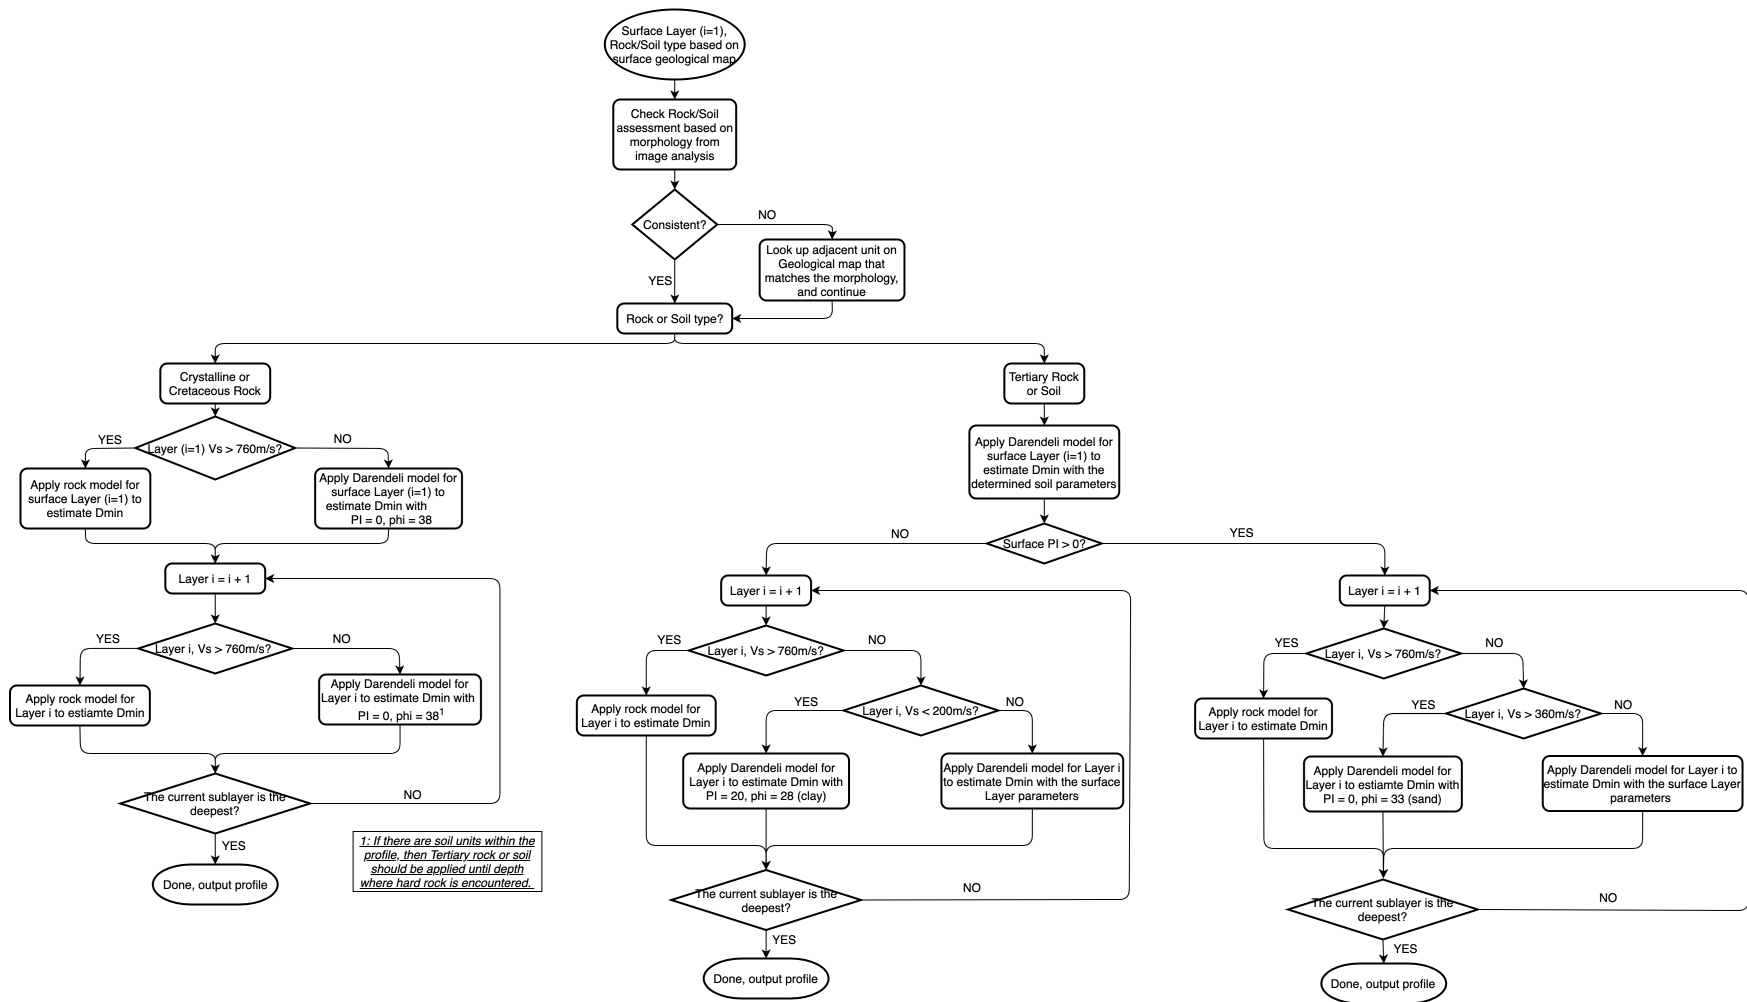 Surface Layer (i=1),
Rock/Soil type based on
surface geological map
Check Rock/Soil
assessment based on
morphology from
image analysis
Consistent?
NO
Look up adjacent unit on
Geological map that
matches the morphology,
and continue
YES
Rock or Soil type?
Crystalline or
Cretaceous Rock
Layer (i=1) Vs > 760m/s?
YES
NO
Apply rock model for
surface Layer (i=1) to
estimate Dmin
Apply Darendeli model for
surface Layer (i=1) to
estimate Dmin with
PI = 0, phi = 38
Layer i = i + 1
Layer i, Vs > 760m/s?
YES
NO
Apply rock model for
Layer i to estiamte Dmin
Apply Darendeli model for
Layer i to estimate Dmin with
PI = 0, phi = 38¹
The current sublayer is the
deepest?
NO
YES
Done, output profile
1: If there are soil units within the
profile, then Tertiary rock or soil
should be applied until depth
where hard rock is encountered.
Tertiary Rock
or Soil
Apply Darendeli model for
surface Layer (i=1) to
estimate Dmin with the
determined soil parameters
Surface PI > 0?
NO
YES
Layer i = i + 1
Layer i, Vs > 760m/s?
YES
NO
Apply rock model for
Layer i to estimate Dmin
Layer i, Vs < 200m/s?
YES
NO
Apply Darendeli model for
Layer i to estimate Dmin with
PI = 20, phi = 28 (clay)
Apply Darendeli model for Layer i
to estimate Dmin with the surface
Layer parameters
The current sublayer is the
deepest?
NO
YES
Done, output profile
Layer i = i + 1
Layer i, Vs > 760m/s?
YES
NO
Apply rock model for
Layer i to estimate Dmin
Layer i, Vs > 360m/s?
YES
NO
Apply Darendeli model for
Layer i to estiamte Dmin with
PI = 0, phi = 33 (sand)
Apply Darendeli model for Layer i to
estimate Dmin with the surface Layer
parameters
The current sublayer is the
deepest?
NO
YES
Done, output profile